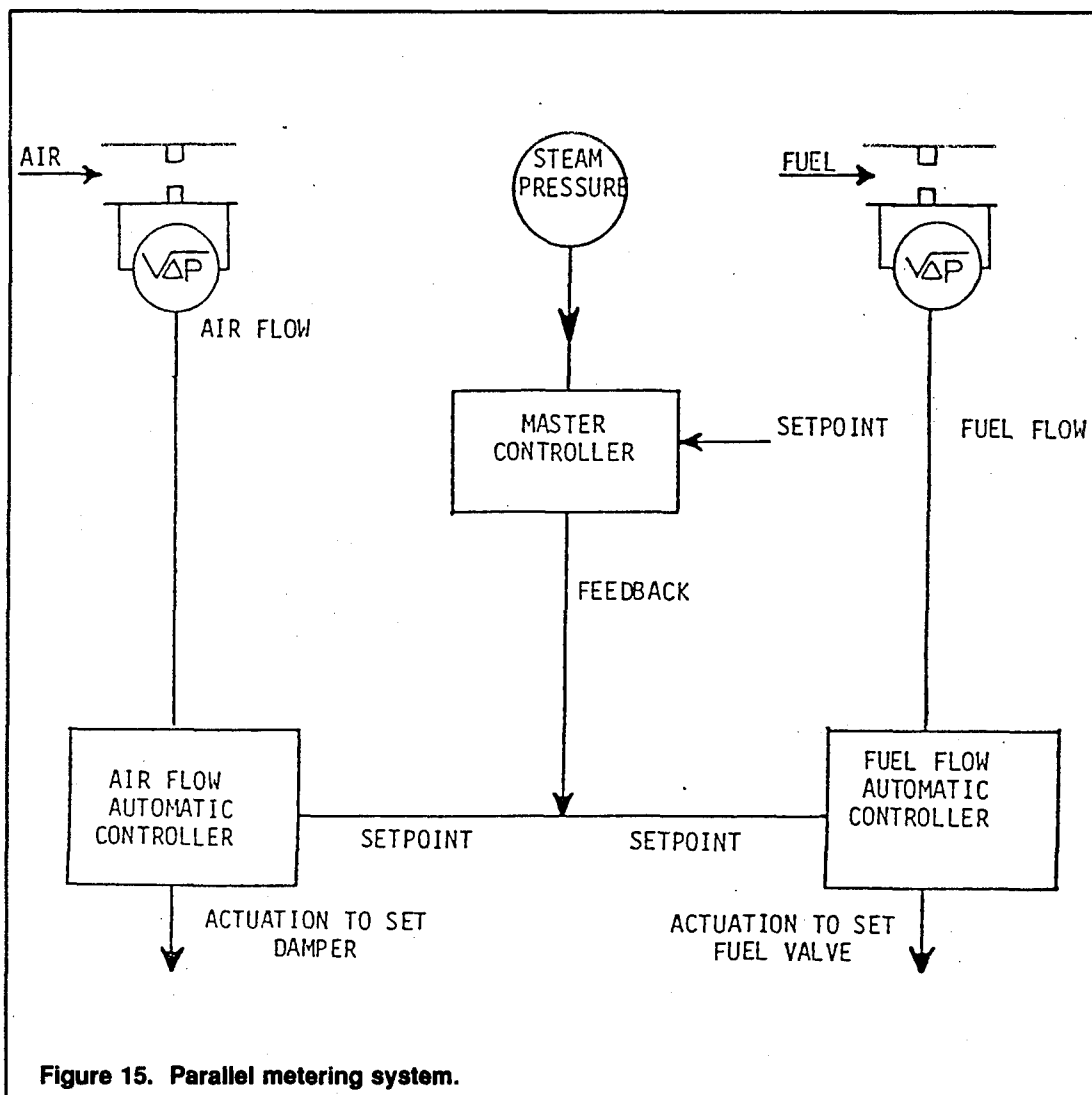 AIR
STEAM
PRESSURE
FUEL
√ΔP
√ΔP
AIR FLOW
MASTER
CONTROLLER
SETPOINT
FUEL FLOW
FEEDBACK
AIR FLOW
AUTOMATIC
CONTROLLER
FUEL FLOW
AUTOMATIC
CONTROLLER
SETPOINT
SETPOINT
ACTUATION TO SET
DAMPER
ACTUATION TO SET
FUEL VALVE
Figure 15. Parallel metering system.